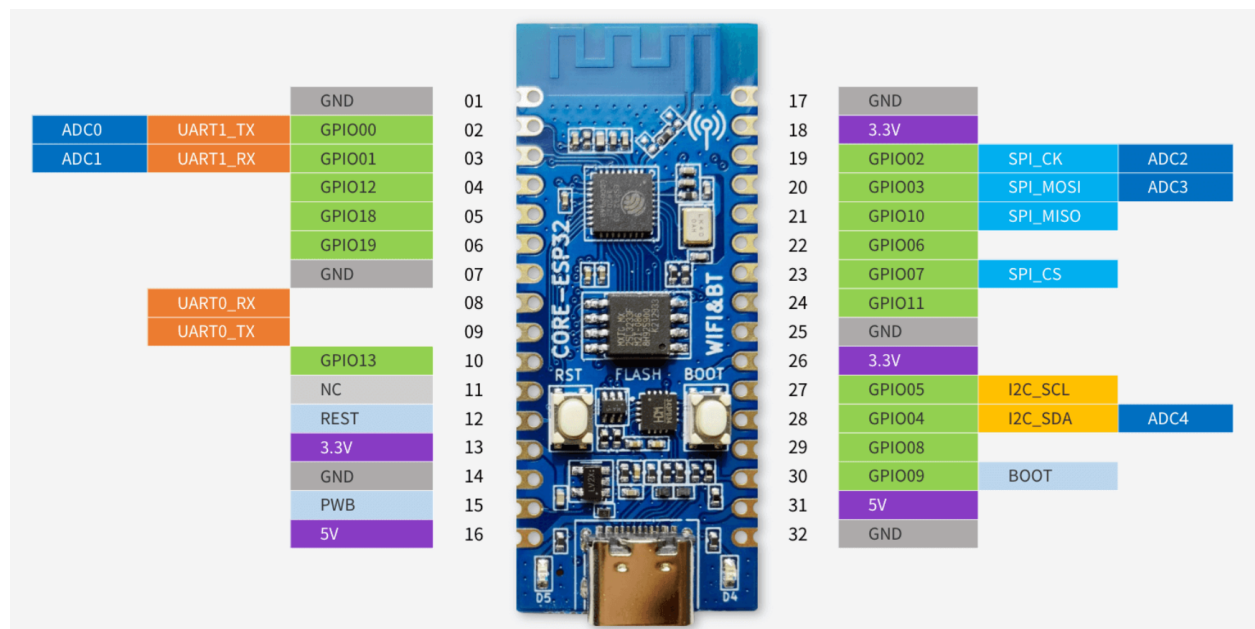 GND 01 17 GND
ADC0 UART1_TX GPIO00 02 18 3.3V
ADC1 UART1_RX GPIO01 03 19 GPIO02 SPI_CK ADC2
GPIO12 04 20 GPIO03 SPI_MOSI ADC3
GPIO18 05 21 GPIO10 SPI_MISO
GPIO19 06 22 GPIO06
GND 07 23 GPIO07 SPI_CS
UART0_RX 08 24 GPIO11
UART0_TX 09 25 GND
GPIO13 10 26 3.3V
NC 11 27 GPIO05 I2C_SCL
REST 12 28 GPIO04 I2C_SDA ADC4
3.3V 13 29 GPIO08
GND 14 30 GPIO09 BOOT
PWB 15 31 5V
5V 16 32 GND
CORE-ESP32
WIFI&BT
RST FLASH BOOT
D5 D4